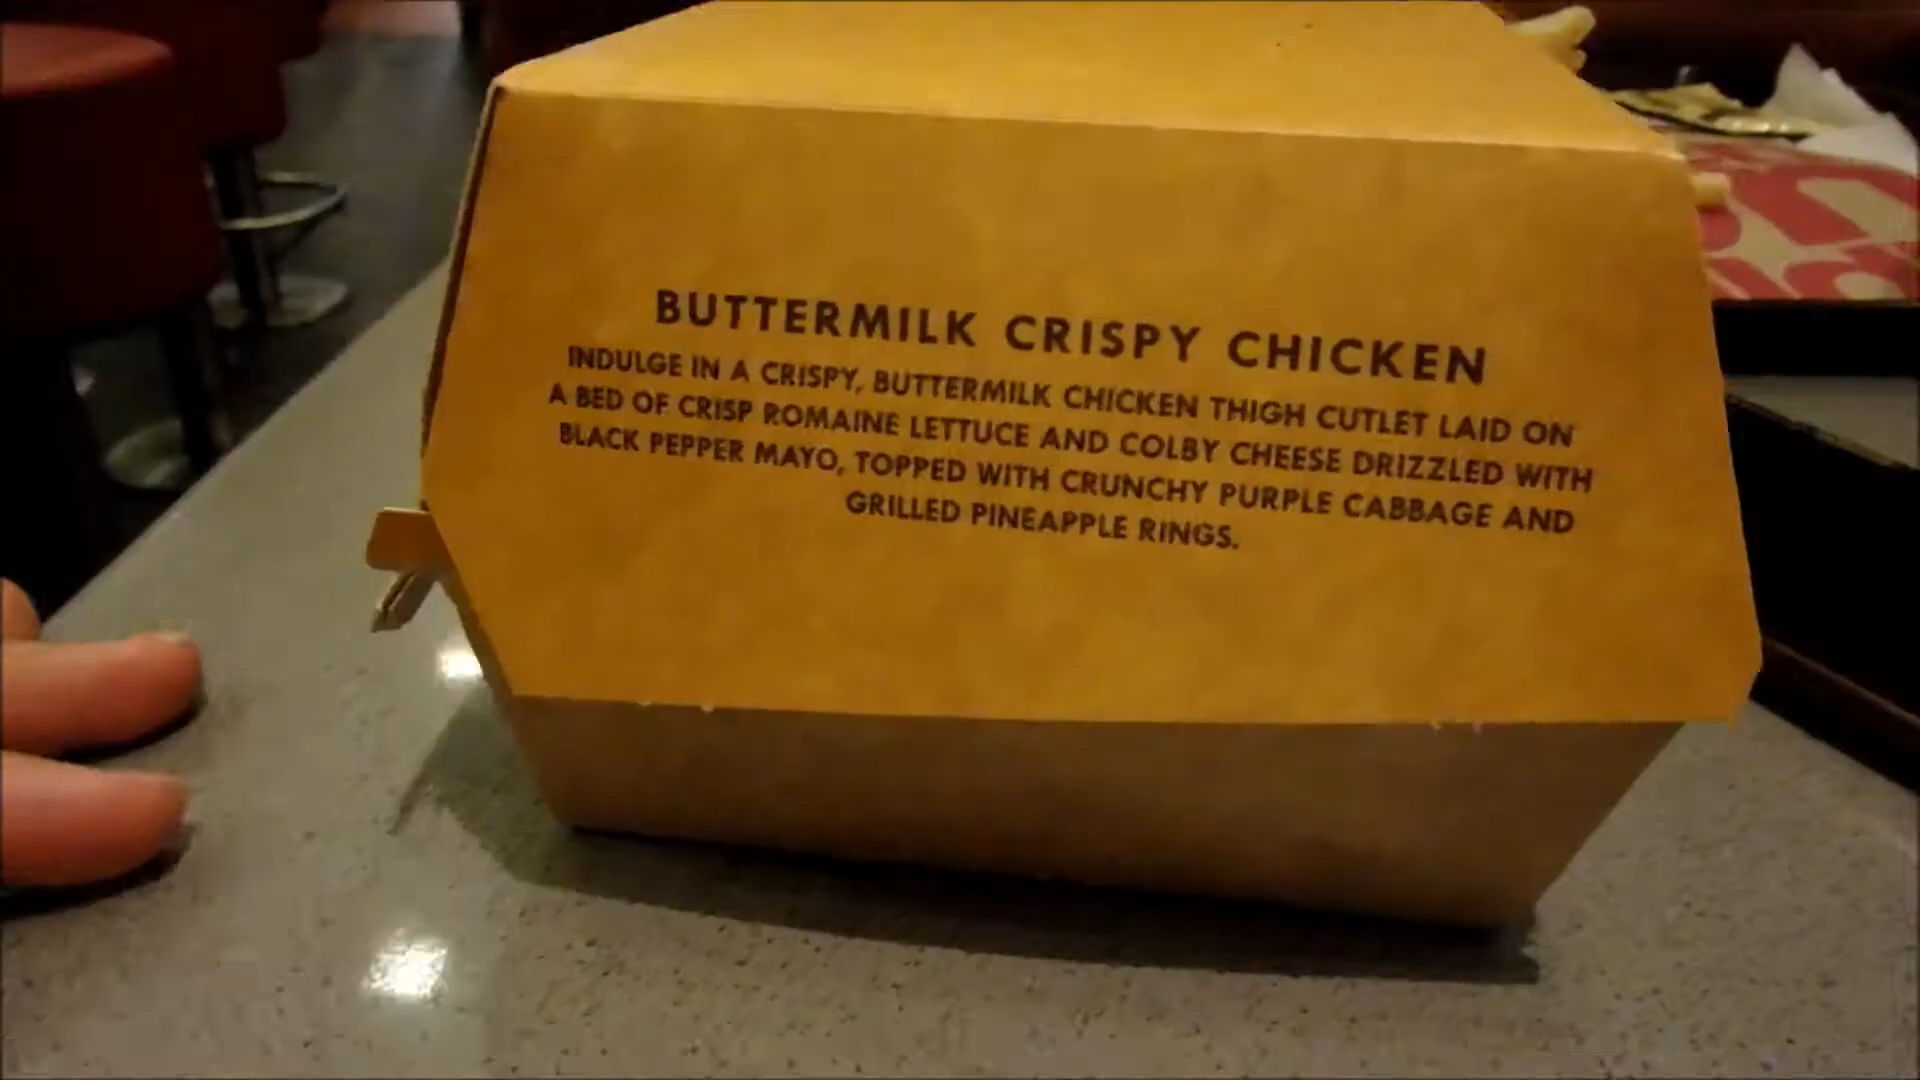 BUTTERMILK CRISPY CHICKEN
INDULGE IN A CRISPY, BUTTERMILK CHICKEN THIGH CUTLET LAID ON
A BED OF CRISP ROMAINE LETTUCE AND COLBY CHEESE DRIZZLED WITH
BLACK PEPPER MAYO, TOPPED WITH CRUNCHY PURPLE CABBAGE AND
GRILLED PINEAPPLE RINGS.